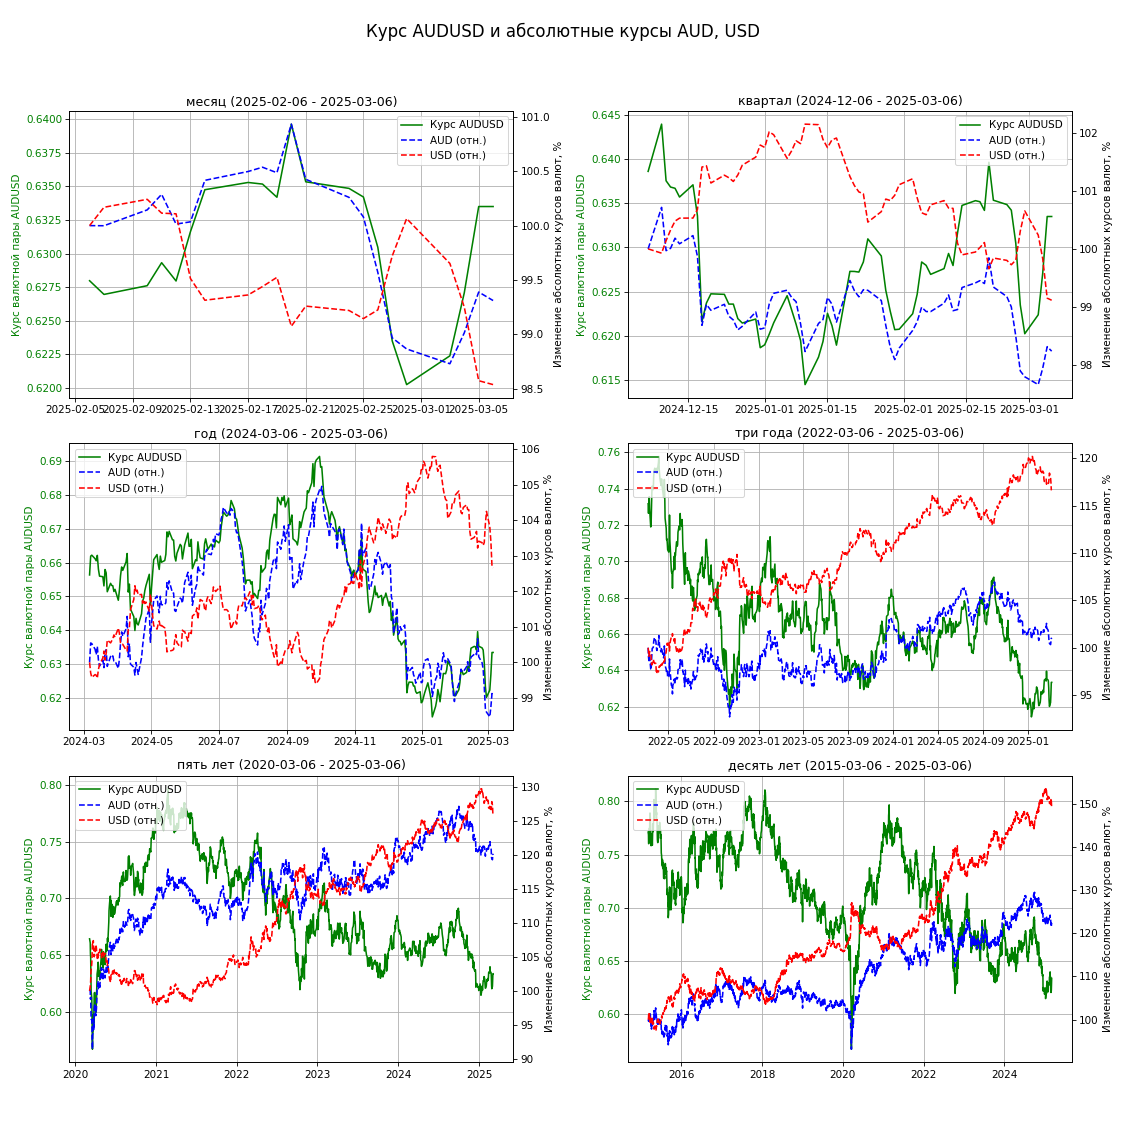 Курс AUDUSD и абсолютные курсы AUD, USD
месяц (2025-02-06 - 2025-03-06)
Курс валютной пары AUDUSD
0.6400
0.6375
0.6350
0.6325
0.6300
0.6275
0.6250
0.6225
0.6200
Курс AUDUSD
AUD (отн.)
USD (отн.)
101.0
100.5
100.0
99.5
99.0
98.5
Изменение абсолютных курсов валют, %
2025-02-05 2025-02-09 2025-02-13 2025-02-17 2025-02-21 2025-02-25 2025-03-01 2025-03-05
квартал (2024-12-06 - 2025-03-06)
Курс валютной пары AUDUSD
0.645
0.640
0.635
0.630
0.625
0.620
0.615
Курс AUDUSD
AUD (отн.)
USD (отн.)
102
101
100
99
98
Изменение абсолютных курсов валют, %
2024-12-15 2025-01-01 2025-01-15 2025-02-01 2025-02-15 2025-03-01
год (2024-03-06 - 2025-03-06)
Курс валютной пары AUDUSD
0.69
0.68
0.67
0.66
0.65
0.64
0.63
0.62
Курс AUDUSD
AUD (отн.)
USD (отн.)
106
105
104
103
102
101
100
99
Изменение абсолютных курсов валют, %
2024-03 2024-05 2024-07 2024-09 2024-11 2025-01 2025-03
три года (2022-03-06 - 2025-03-06)
Курс валютной пары AUDUSD
0.76
0.74
0.72
0.70
0.68
0.66
0.64
0.62
Курс AUDUSD
AUD (отн.)
USD (отн.)
120
115
110
105
100
95
Изменение абсолютных курсов валют, %
2022-05 2022-09 2023-01 2023-05 2023-09 2024-01 2024-05 2024-09 2025-01
пять лет (2020-03-06 - 2025-03-06)
Курс валютной пары AUDUSD
0.80
0.75
0.70
0.65
0.60
Курс AUDUSD
AUD (отн.)
USD (отн.)
130
125
120
115
110
105
100
95
90
Изменение абсолютных курсов валют, %
2020 2021 2022 2023 2024 2025
десять лет (2015-03-06 - 2025-03-06)
Курс валютной пары AUDUSD
0.80
0.75
0.70
0.65
0.60
Курс AUDUSD
AUD (отн.)
USD (отн.)
150
140
130
120
110
100
Изменение абсолютных курсов валют, %
2016 2018 2020 2022 2024